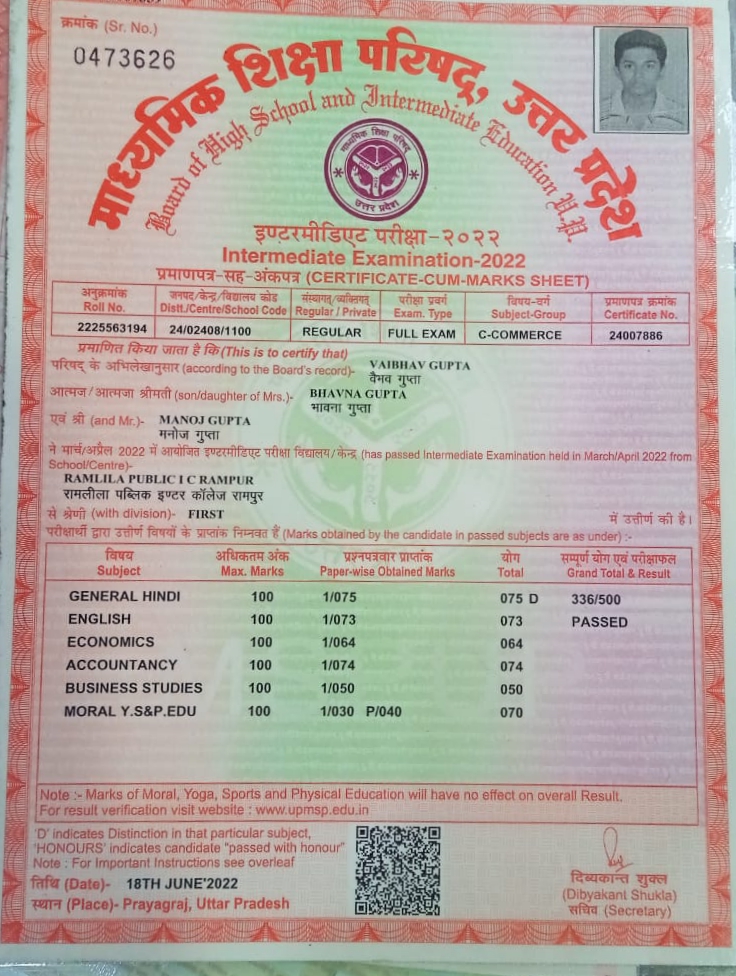 क्रमांक (Sr. No.)
0473626
माध्यमिक शिक्षा परिषद्, उत्तर प्रदेश
Board of High School and Intermediate Education U.P.
माध्यमिक शिक्षा परिषद
उत्तर प्रदेश
इण्टरमीडिएट परीक्षा-२०२२
Intermediate Examination-2022
प्रमाणपत्र-सह-अंकपत्र (CERTIFICATE-CUM-MARKS SHEET)
अनुक्रमांक जनपद/केन्द्र/विद्यालय कोड संस्थागत/व्यक्तिगत परीक्षा प्रवर्ग विषय-वर्ग प्रमाणपत्र क्रमांक
Roll No. Distt./Centre/School Code Regular / Private Exam. Type Subject-Group Certificate No.
2225563194 24/02408/1100 REGULAR FULL EXAM C-COMMERCE 24007886
प्रमाणित किया जाता है कि (This is to certify that)
परिषद के अभिलेखानुसार (according to the Board's record)- VAIBHAV GUPTA
वैभव गुप्ता
आत्मज/आत्मजा श्रीमती (son/daughter of Mrs.)- BHAVNA GUPTA
भावना गुप्ता
एवं श्री (and Mr.)- MANOJ GUPTA
मनोज गुप्ता
ने मार्च/अप्रैल 2022 में आयोजित इण्टरमीडिएट परीक्षा विद्यालय/केन्द्र (has passed Intermediate Examination held in March/April 2022 from
School/Centre)-
RAMLILA PUBLIC I C RAMPUR
रामलीला पब्लिक इण्टर कॉलेज रामपुर
से श्रेणी (with division)- FIRST में उत्तीर्ण की है।
परीक्षार्थी द्वारा उत्तीर्ण विषयों के प्राप्तांक निम्नवत हैं (Marks obtained by the candidate in passed subjects are as under) :-
विषय अधिकतम अंक प्रश्नपत्रवार प्राप्तांक योग सम्पूर्ण योग एवं परीक्षाफल
Subject Max. Marks Paper-wise Obtained Marks Total Grand Total & Result
GENERAL HINDI 100 1/075 075 D 336/500
ENGLISH 100 1/073 073 PASSED
ECONOMICS 100 1/064 064
ACCOUNTANCY 100 1/074 074
BUSINESS STUDIES 100 1/050 050
MORAL Y.S&P.EDU 100 1/030 P/040 070
Note :- Marks of Moral, Yoga, Sports and Physical Education will have no effect on overall Result.
For result verification visit website : www.upmsp.edu.in
'D' indicates Distinction in that particular subject,
'HONOURS' indicates candidate "passed with honour"
Note : For Important Instructions see overleaf
तिथि (Date)- 18TH JUNE'2022
स्थान (Place)- Prayagraj, Uttar Pradesh
दिव्यकान्त शुक्ल
(Dibyakant Shukla)
सचिव (Secretary)